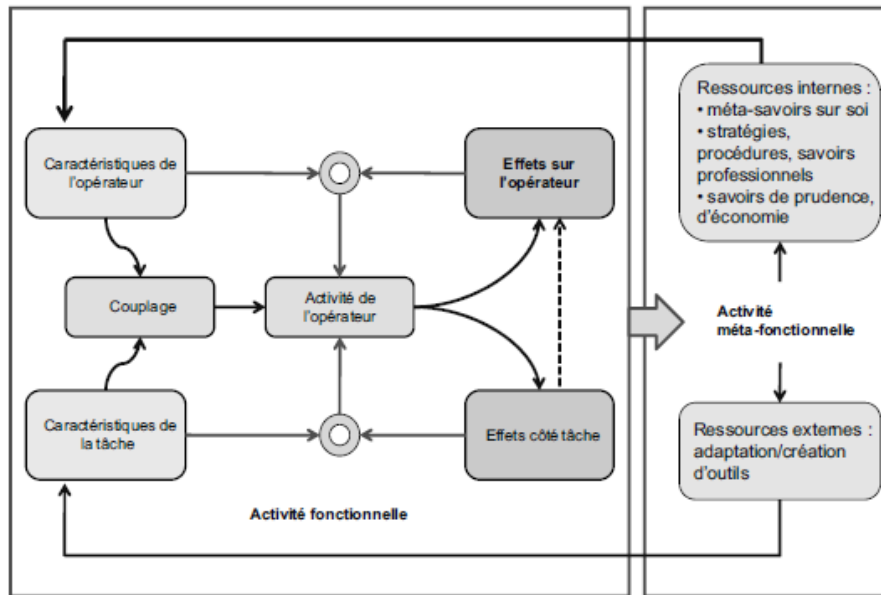 Caractéristiques de
l'opérateur
Effets sur
l'opérateur
Couplage
Activité de
l'opérateur
Caractéristiques de
la tâche
Effets côté tâche
Activité fonctionnelle
Ressources internes :
• méta-savoirs sur soi
• stratégies,
procédures, savoirs
professionnels
• savoirs de prudence,
d'économie
Activité
méta-fonctionnelle
Ressources externes :
adaptation/création
d'outils